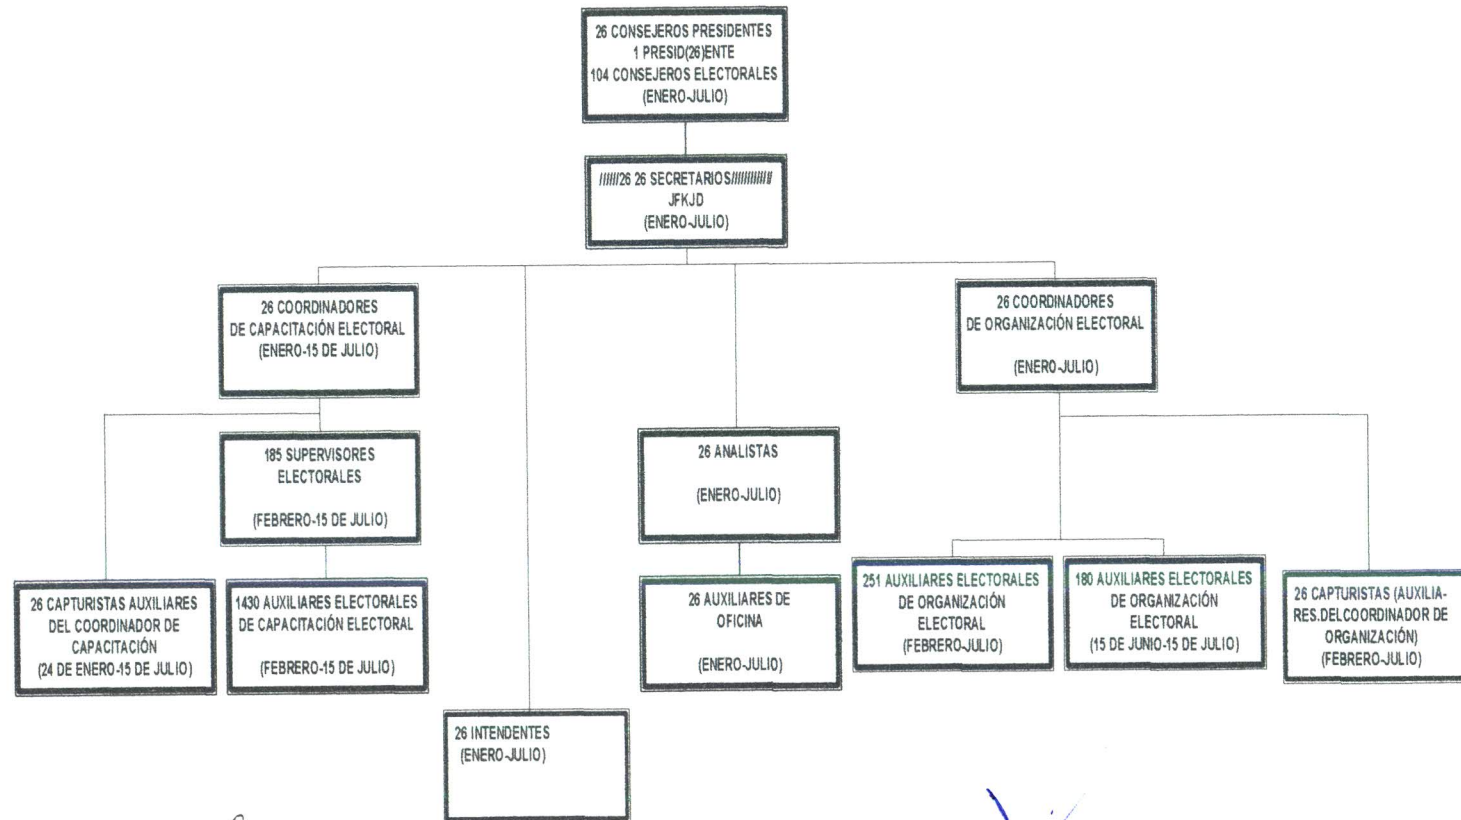 26 CONSEJEROS PRESIDENTES
1 PRESID(26)ENTE
104 CONSEJEROS ELECTORALES
(ENERO-JULIO)
//////26 26 SECRETARIOS/////////////
JFKJD
(ENERO-JULIO)
26 COORDINADORES
DE CAPACITACIÓN ELECTORAL
(ENERO-15 DE JULIO)
26 COORDINADORES
DE ORGANIZACIÓN ELECTORAL
(ENERO-JULIO)
185 SUPERVISORES
ELECTORALES
(FEBRERO-15 DE JULIO)
26 ANALISTAS
(ENERO-JULIO)
26 CAPTURISTAS AUXILIARES
DEL COORDINADOR DE
CAPACITACIÓN
(24 DE ENERO-15 DE JULIO)
1430 AUXILIARES ELECTORALES
DE CAPACITACIÓN ELECTORAL
(FEBRERO-15 DE JULIO)
26 AUXILIARES DE
OFICINA
(ENERO-JULIO)
251 AUXILIARES ELECTORALES
DE ORGANIZACIÓN
ELECTORAL
(FEBRERO-JULIO)
180 AUXILIARES ELECTORALES
DE ORGANIZACIÓN
ELECTORAL
(15 DE JUNIO-15 DE JULIO)
26 CAPTURISTAS (AUXILIA-
RES.DELCOORDINADOR DE
ORGANIZACIÓN)
(FEBRERO-JULIO)
26 INTENDENTES
(ENERO-JULIO)